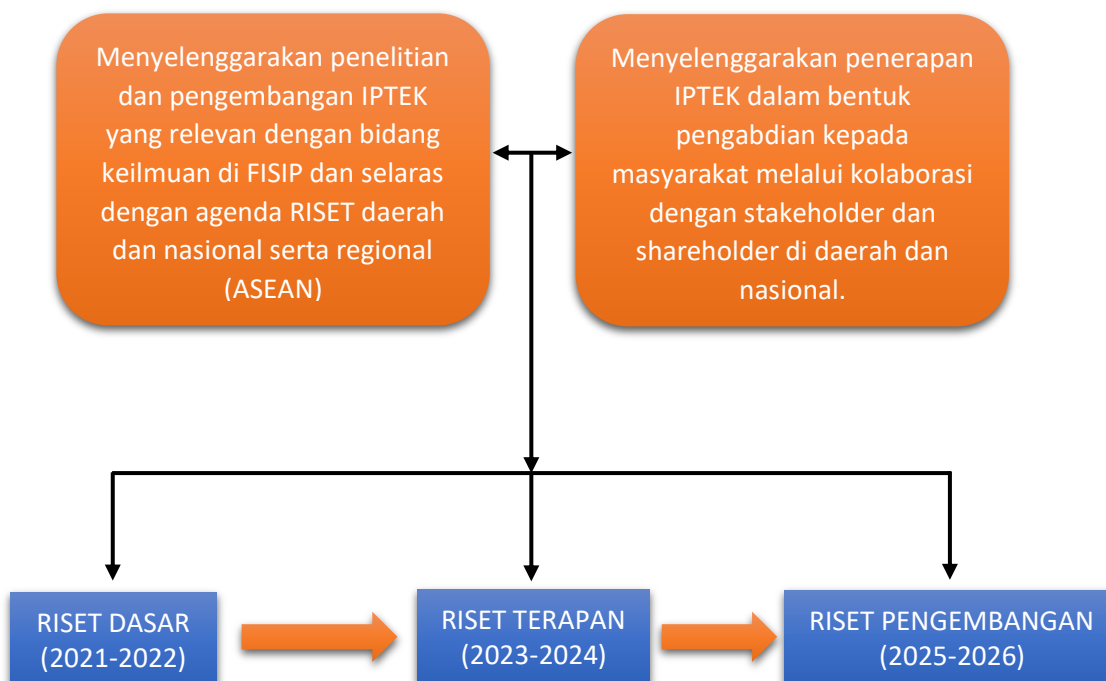 Menyelenggarakan penelitian
dan pengembangan IPTEK
yang relevan dengan bidang
keilmuan di FISIP dan selaras
dengan agenda RISET daerah
dan nasional serta regional
(ASEAN)
Menyelenggarakan penerapan
IPTEK dalam bentuk
pengabdian kepada
masyarakat melalui kolaborasi
dengan stakeholder dan
shareholder di daerah dan
nasional.
RISET DASAR
(2021-2022)
RISET TERAPAN
(2023-2024)
RISET PENGEMBANGAN
(2025-2026)